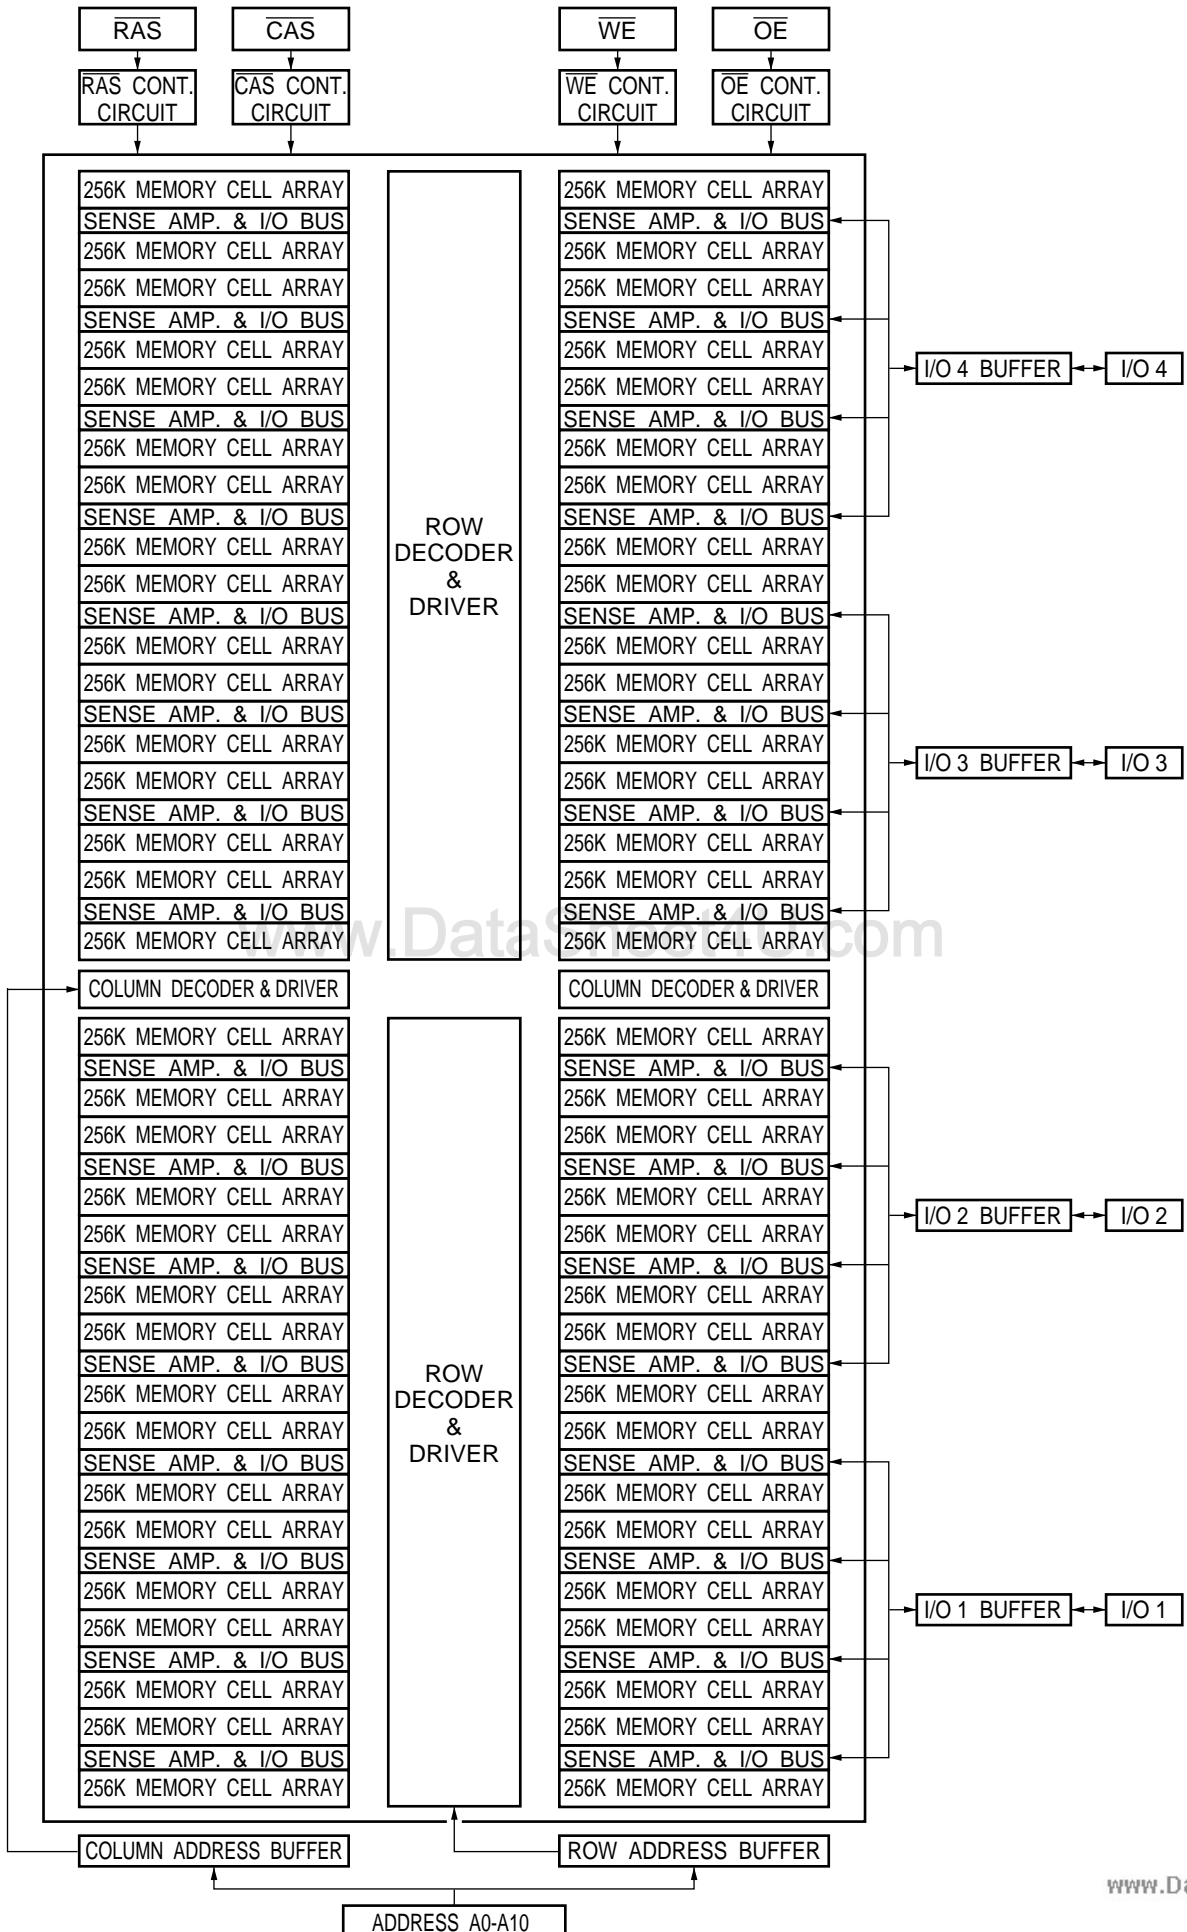 RAS
CAS
WE
OE
RAS CONT.
CIRCUIT
CAS CONT.
CIRCUIT
WE CONT.
CIRCUIT
OE CONT.
CIRCUIT
256K MEMORY CELL ARRAY
SENSE AMP. & I/O BUS
256K MEMORY CELL ARRAY
256K MEMORY CELL ARRAY
SENSE AMP. & I/O BUS
256K MEMORY CELL ARRAY
256K MEMORY CELL ARRAY
SENSE AMP. & I/O BUS
256K MEMORY CELL ARRAY
256K MEMORY CELL ARRAY
SENSE AMP. & I/O BUS
256K MEMORY CELL ARRAY
256K MEMORY CELL ARRAY
SENSE AMP. & I/O BUS
256K MEMORY CELL ARRAY
256K MEMORY CELL ARRAY
SENSE AMP. & I/O BUS
256K MEMORY CELL ARRAY
256K MEMORY CELL ARRAY
SENSE AMP. & I/O BUS
256K MEMORY CELL ARRAY
256K MEMORY CELL ARRAY
SENSE AMP. & I/O BUS
256K MEMORY CELL ARRAY
ROW
DECODER
&
DRIVER
256K MEMORY CELL ARRAY
SENSE AMP. & I/O BUS
256K MEMORY CELL ARRAY
256K MEMORY CELL ARRAY
SENSE AMP. & I/O BUS
256K MEMORY CELL ARRAY
256K MEMORY CELL ARRAY
SENSE AMP. & I/O BUS
256K MEMORY CELL ARRAY
256K MEMORY CELL ARRAY
SENSE AMP. & I/O BUS
256K MEMORY CELL ARRAY
256K MEMORY CELL ARRAY
SENSE AMP. & I/O BUS
256K MEMORY CELL ARRAY
256K MEMORY CELL ARRAY
SENSE AMP. & I/O BUS
256K MEMORY CELL ARRAY
256K MEMORY CELL ARRAY
SENSE AMP. & I/O BUS
256K MEMORY CELL ARRAY
256K MEMORY CELL ARRAY
SENSE AMP. & I/O BUS
256K MEMORY CELL ARRAY
I/O 4 BUFFER
I/O 4
I/O 3 BUFFER
I/O 3
www.DataSheet4U.com
COLUMN DECODER & DRIVER
COLUMN DECODER & DRIVER
256K MEMORY CELL ARRAY
SENSE AMP. & I/O BUS
256K MEMORY CELL ARRAY
256K MEMORY CELL ARRAY
SENSE AMP. & I/O BUS
256K MEMORY CELL ARRAY
256K MEMORY CELL ARRAY
SENSE AMP. & I/O BUS
256K MEMORY CELL ARRAY
256K MEMORY CELL ARRAY
SENSE AMP. & I/O BUS
256K MEMORY CELL ARRAY
256K MEMORY CELL ARRAY
SENSE AMP. & I/O BUS
256K MEMORY CELL ARRAY
256K MEMORY CELL ARRAY
SENSE AMP. & I/O BUS
256K MEMORY CELL ARRAY
256K MEMORY CELL ARRAY
SENSE AMP. & I/O BUS
256K MEMORY CELL ARRAY
256K MEMORY CELL ARRAY
SENSE AMP. & I/O BUS
256K MEMORY CELL ARRAY
ROW
DECODER
&
DRIVER
256K MEMORY CELL ARRAY
SENSE AMP. & I/O BUS
256K MEMORY CELL ARRAY
256K MEMORY CELL ARRAY
SENSE AMP. & I/O BUS
256K MEMORY CELL ARRAY
256K MEMORY CELL ARRAY
SENSE AMP. & I/O BUS
256K MEMORY CELL ARRAY
256K MEMORY CELL ARRAY
SENSE AMP. & I/O BUS
256K MEMORY CELL ARRAY
256K MEMORY CELL ARRAY
SENSE AMP. & I/O BUS
256K MEMORY CELL ARRAY
256K MEMORY CELL ARRAY
SENSE AMP. & I/O BUS
256K MEMORY CELL ARRAY
256K MEMORY CELL ARRAY
SENSE AMP. & I/O BUS
256K MEMORY CELL ARRAY
256K MEMORY CELL ARRAY
SENSE AMP. & I/O BUS
256K MEMORY CELL ARRAY
I/O 2 BUFFER
I/O 2
I/O 1 BUFFER
I/O 1
COLUMN ADDRESS BUFFER
ROW ADDRESS BUFFER
ADDRESS A0-A10
www.Da